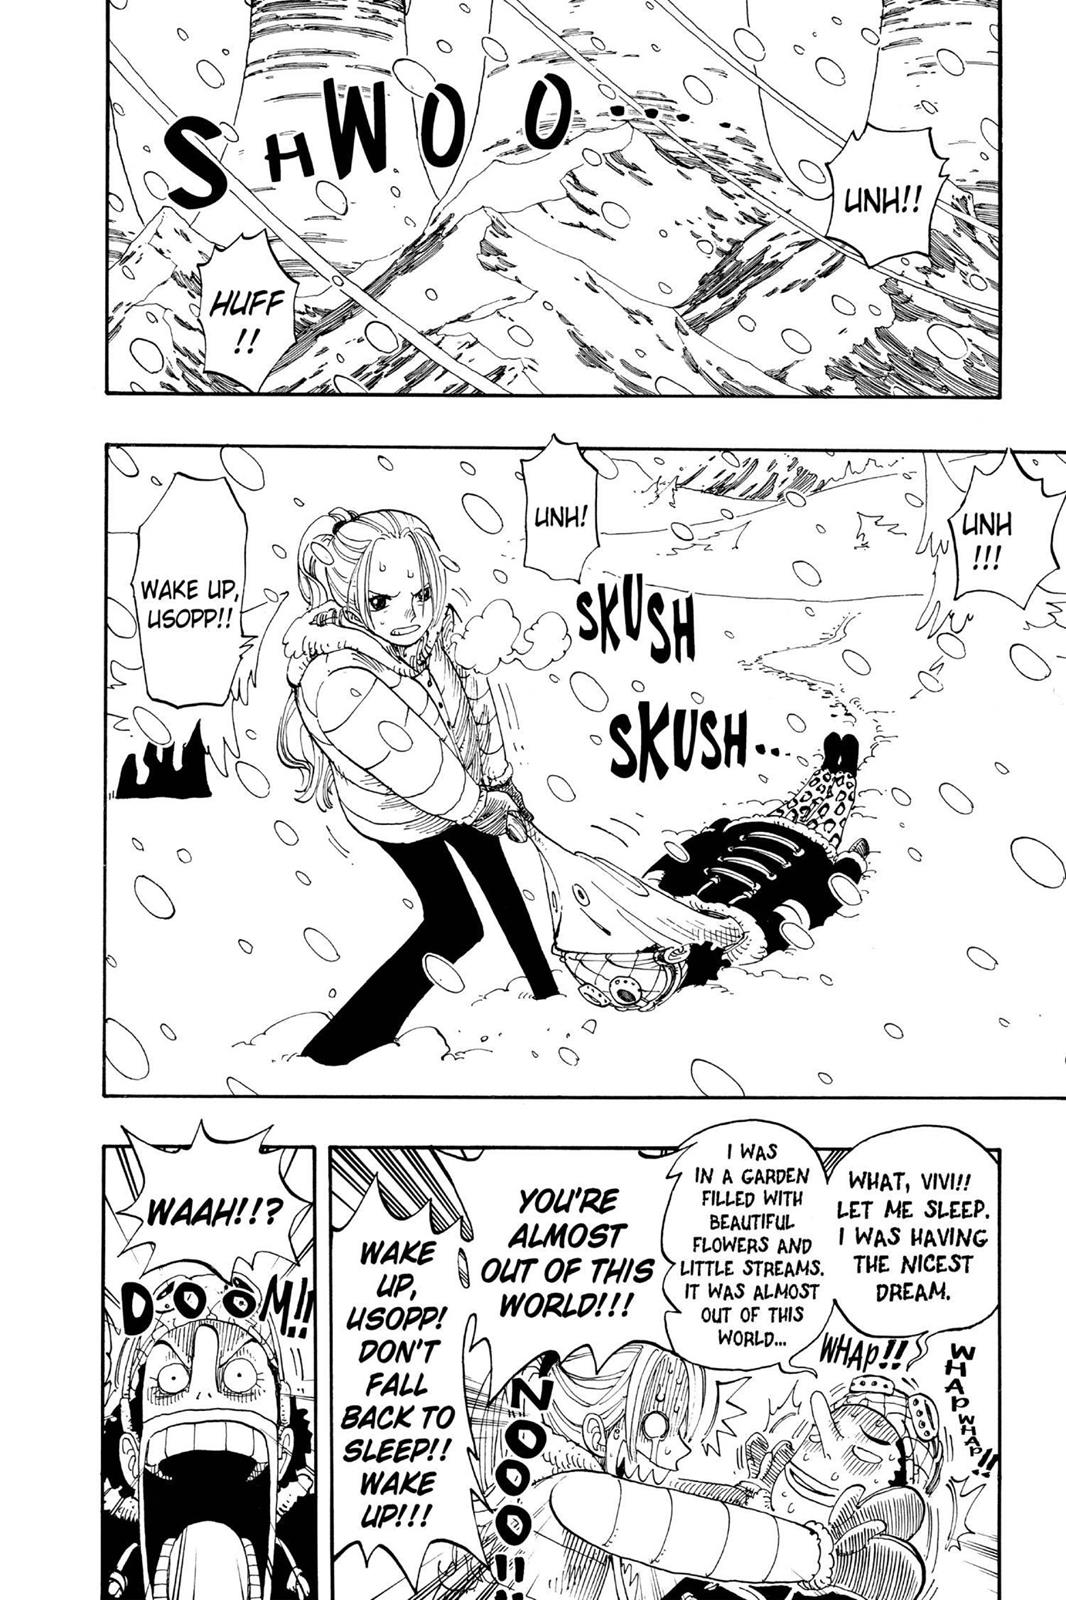 SHWOO....
UNH!!
HUFF
!!
UNH
!!!
UNH!
SKUSH
SKUSH...
WAKE UP,
USOPP!!
WHAT, VIVI!!
LET ME SLEEP.
I WAS HAVING
THE NICEST
DREAM.
I WAS
IN A GARDEN
FILLED WITH
BEAUTIFUL
FLOWERS AND
LITTLE STREAMS.
IT WAS ALMOST
OUT OF THIS
WORLD...
WHAP!!
WHAP WHAP WHAP!!
YOU'RE
ALMOST
OUT OF THIS
WORLD!!!
NOOO!!!
WAKE
UP,
USOPP!
DON'T
FALL
BACK TO
SLEEP!!
WAKE
UP!!!
WAAH!!?
DOOM!!